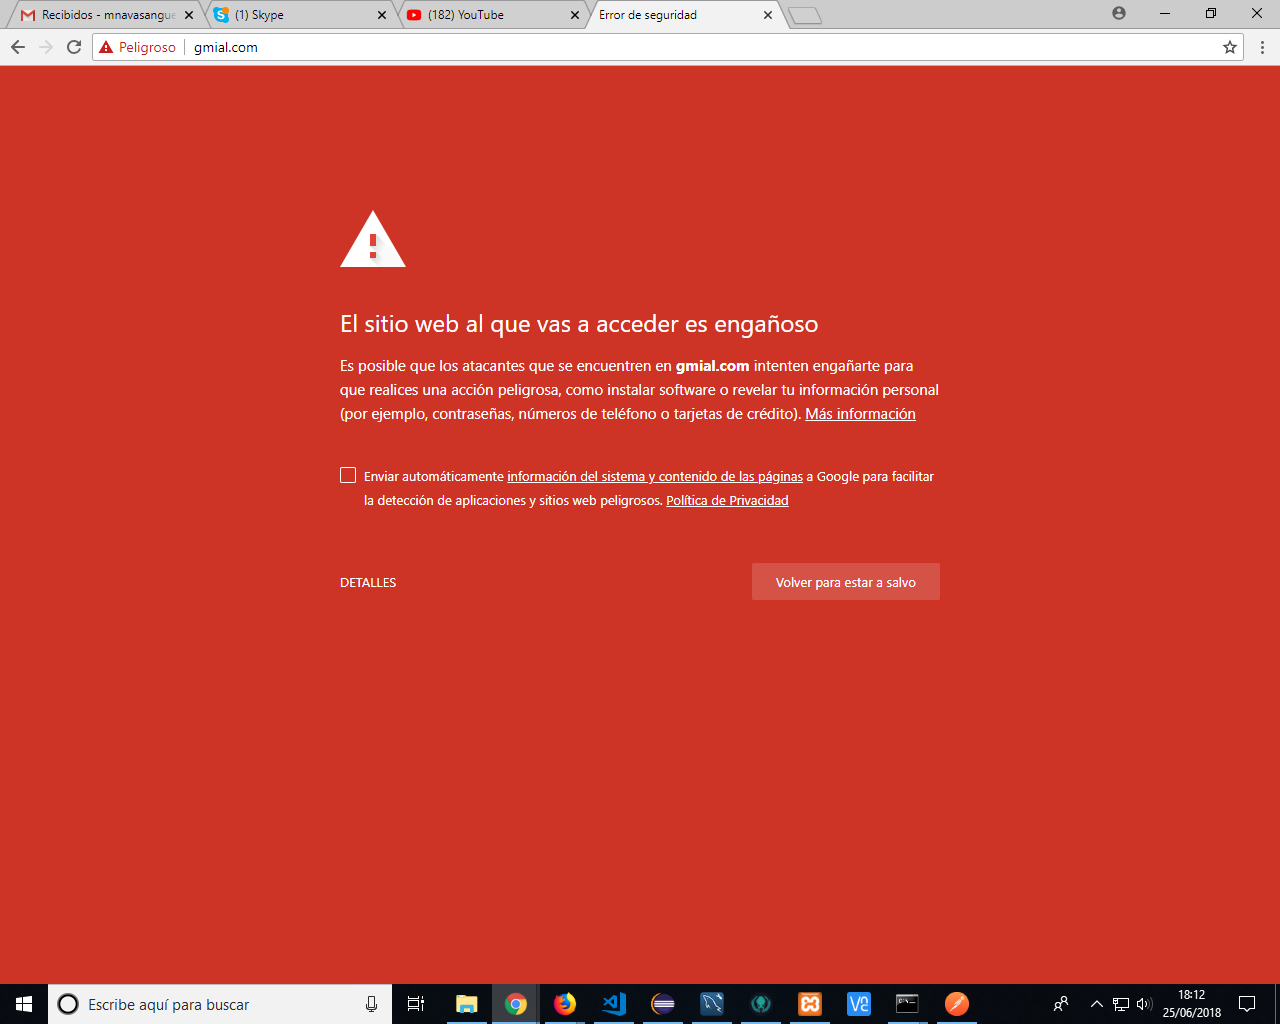 Recibidos - mnavasangue
(1) Skype
(182) YouTube
Error de seguridad
Peligroso
gmial.com
El sitio web al que vas a acceder es engañoso
Es posible que los atacantes que se encuentren en gmial.com intenten engañarte para
que realices una acción peligrosa, como instalar software o revelar tu información personal
(por ejemplo, contraseñas, números de teléfono o tarjetas de crédito). Más información
Enviar automáticamente información del sistema y contenido de las páginas a Google para facilitar
la detección de aplicaciones y sitios web peligrosos. Política de Privacidad
DETALLES
Volver para estar a salvo
Escribe aquí para buscar
18:12
25/06/2018